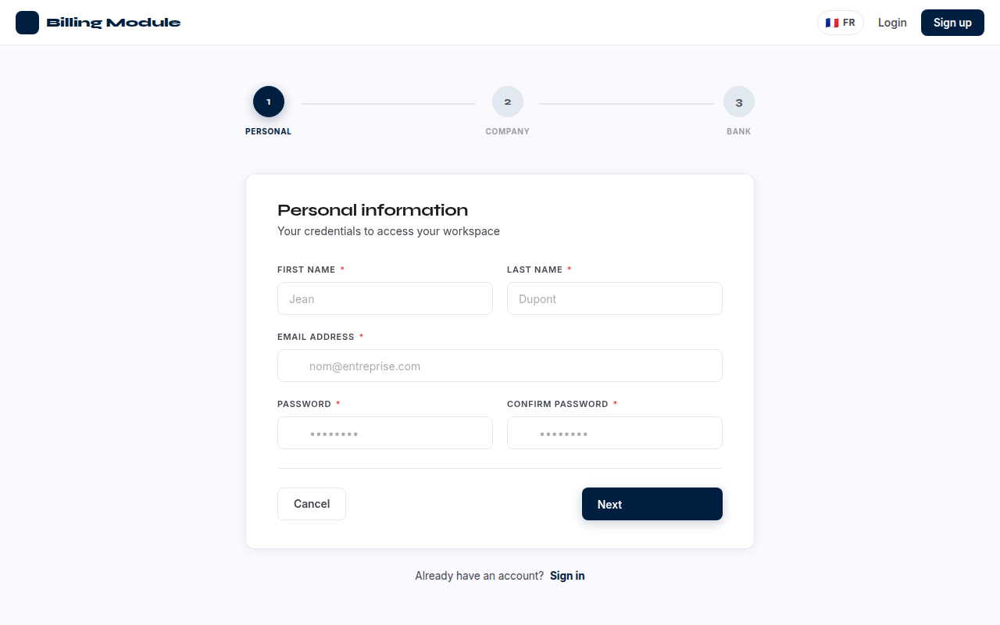 Billing Module
🇫🇷 FR
Login
Sign up
1
2
3
PERSONAL
COMPANY
BANK
Personal information
Your credentials to access your workspace
FIRST NAME *
LAST NAME *
Jean
Dupont
EMAIL ADDRESS *
nom@entreprise.com
PASSWORD *
CONFIRM PASSWORD *
••••••••
••••••••
Cancel
Next
Already have an account? Sign in